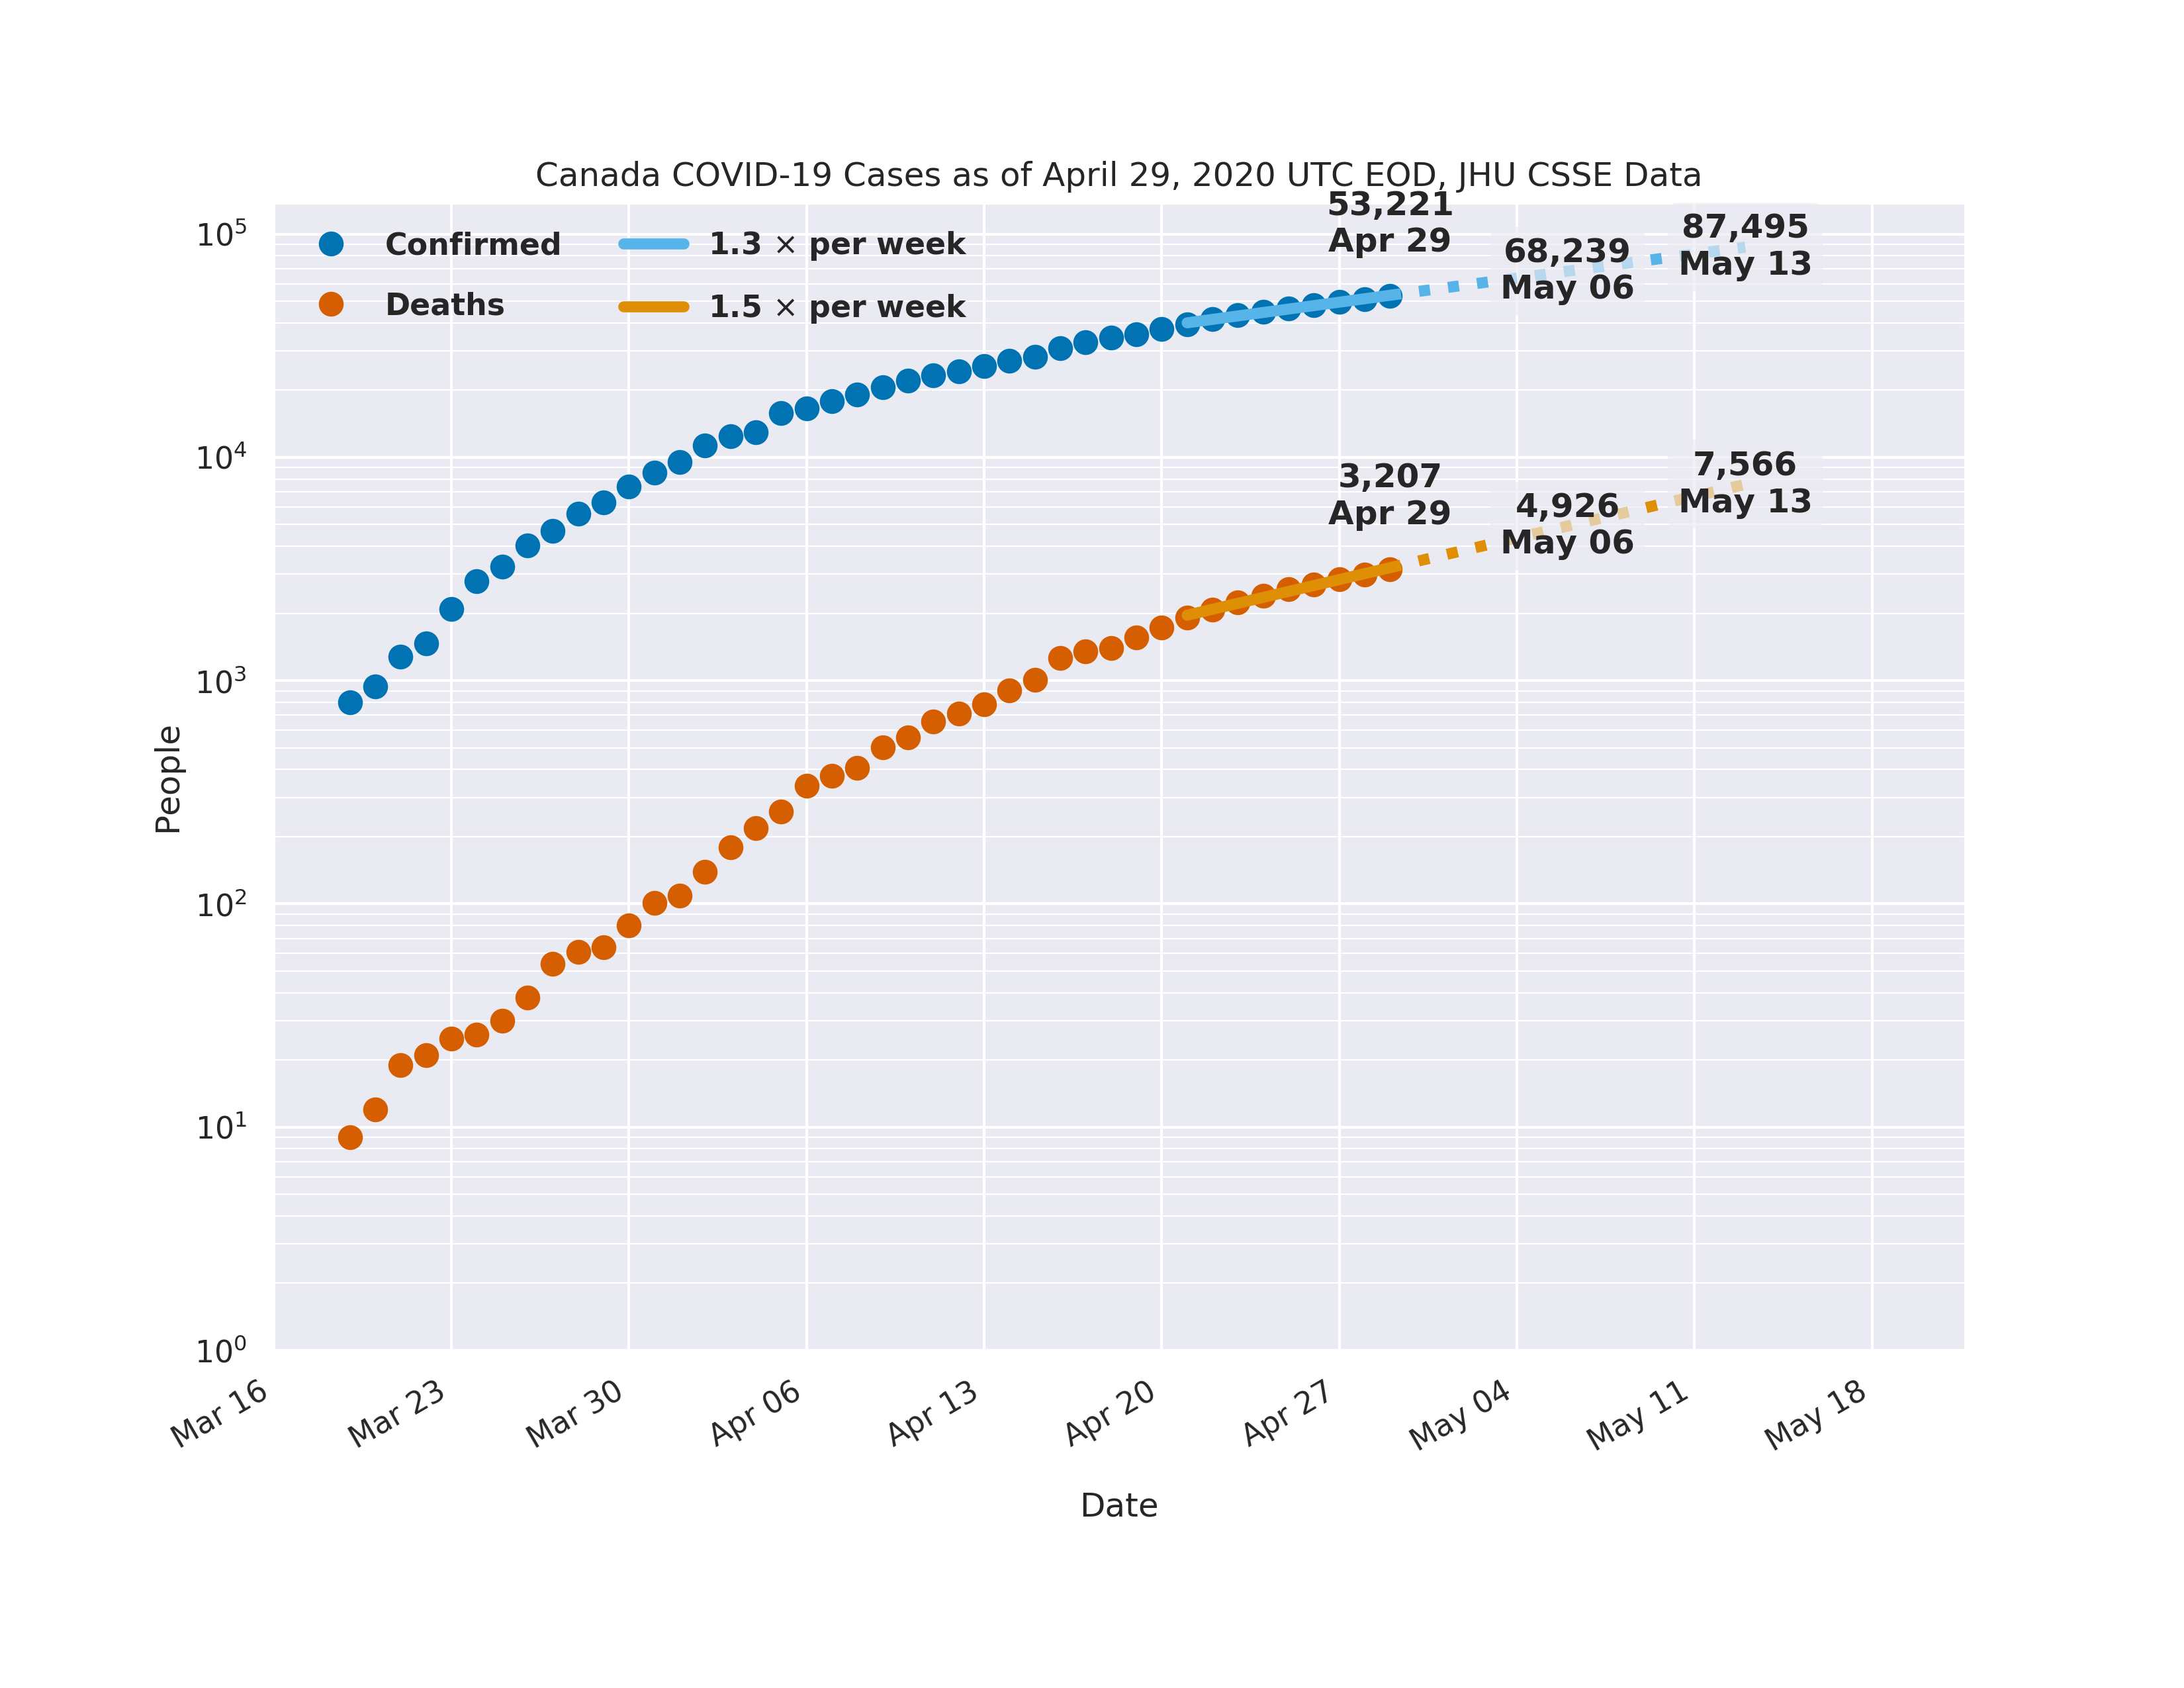 Canada COVID-19 Cases as of April 29, 2020 UTC EOD, JHU CSSE Data
53,221
Apr 29
68,239
May 06
87,495
May 13
Confirmed
Deaths
1.3 × per week
1.5 × per week
3,207
Apr 29
4,926
May 06
7,566
May 13
People
10⁵
10⁴
10³
10²
10¹
10⁰
Mar 16
Mar 23
Mar 30
Apr 06
Apr 13
Apr 20
Apr 27
May 04
May 11
May 18
Date